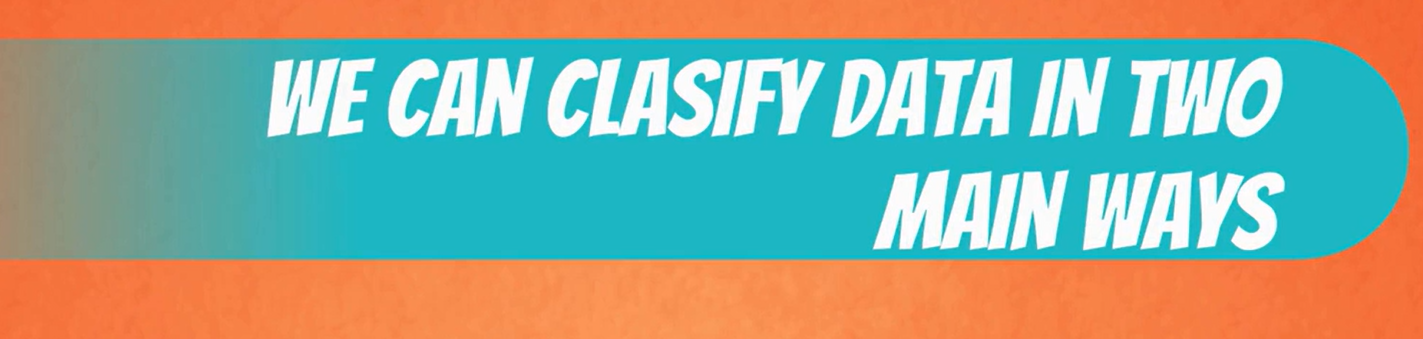 WE CAN CLASIFY DATA IN TWO
MAIN WAYS